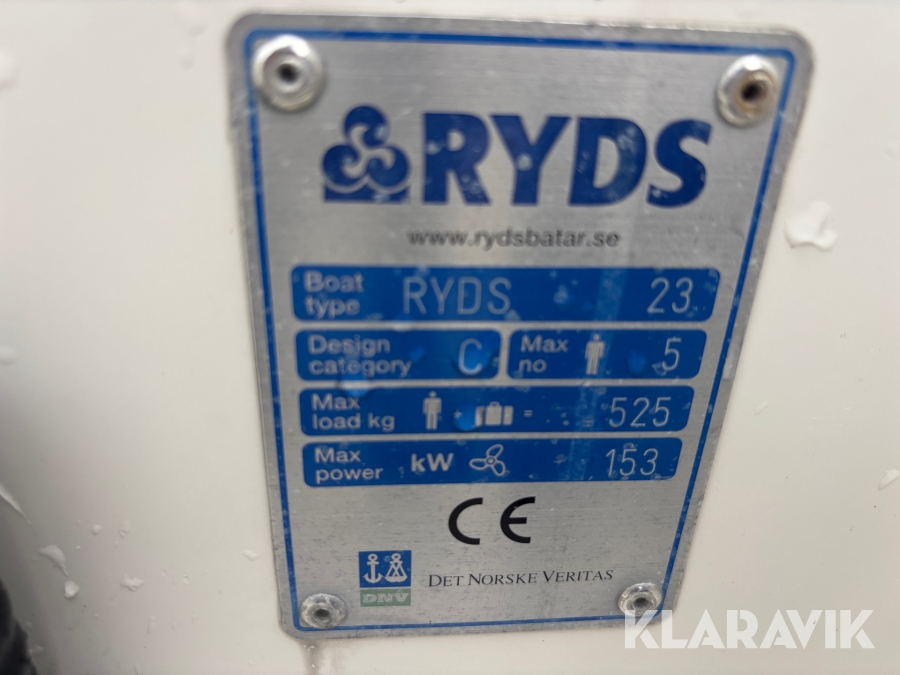 RYDS
www.rydsbatar.se
Boat type RYDS 23
Design category C Max no 5
Max load kg + = 525
Max power kW 153
CE
DNV DET NORSKE VERITAS
KLARAVIK